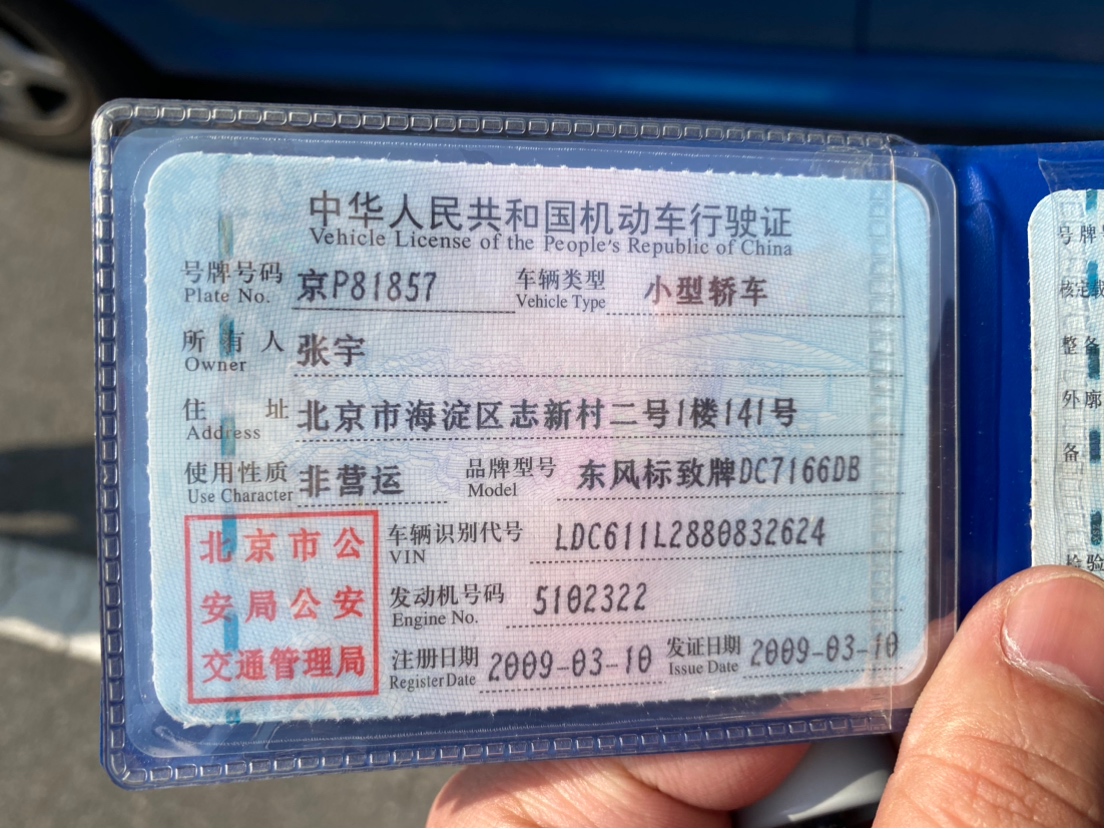 中华人民共和国机动车行驶证
Vehicle License of the People's Republic of China
号牌号码 京P81857 车辆类型 小型轿车
Plate No. Vehicle Type
所有人 张宇
Owner
住址 北京市海淀区志新村二号1楼141号
Address
使用性质 非营运 品牌型号 东风标致牌DC7166DB
Use Character Model
北京市公
安局公安
交通管理局
车辆识别代号 LDC611L2880832624
VIN
发动机号码 5102322
Engine No.
注册日期 2009-03-10 发证日期 2009-03-10
Register Date Issue Date
号牌
核定载
整备
外廓
备
检验